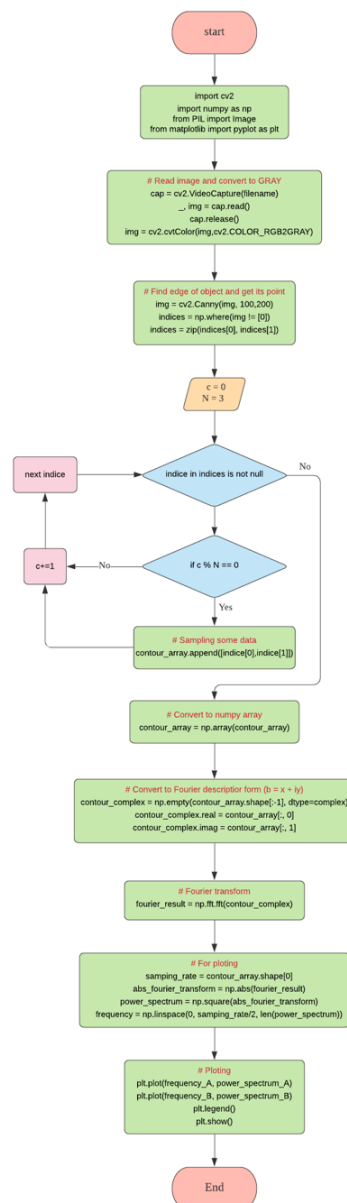 start
import cv2
import numpy as np
from PIL import Image
from matplotlib import pyplot as plt
# Read image and convert to GRAY
cap = cv2.VideoCapture(filename)
_, img = cap.read()
cap.release()
img = cv2.cvtColor(img,cv2.COLOR_RGB2GRAY)
# Find edge of object and get its point
img = cv2.Canny(img, 100,200)
indices = np.where(img != [0])
indices = zip(indices[0], indices[1])
c = 0
N = 3
next indice
indice in indices is not null
No
c+=1
No
if c % N == 0
Yes
# Sampling some data
contour_array.append([indice[0],indice[1]])
# Convert to numpy array
contour_array = np.array(contour_array)
# Convert to Fourier descriptior form (b = x + iy)
contour_complex = np.empty(contour_array.shape[:-1], dtype=complex)
contour_complex.real = contour_array[:, 0]
contour_complex.imag = contour_array[:, 1]
# Fourier transform
fourier_result = np.fft.fft(contour_complex)
# For ploting
samping_rate = contour_array.shape[0]
abs_fourier_transform = np.abs(fourier_result)
power_spectrum = np.square(abs_fourier_transform)
frequency = np.linspace(0, samping_rate/2, len(power_spectrum))
# Ploting
plt.plot(frequency_A, power_spectrum_A)
plt.plot(frequency_B, power_spectrum_B)
plt.legend()
plt.show()
End